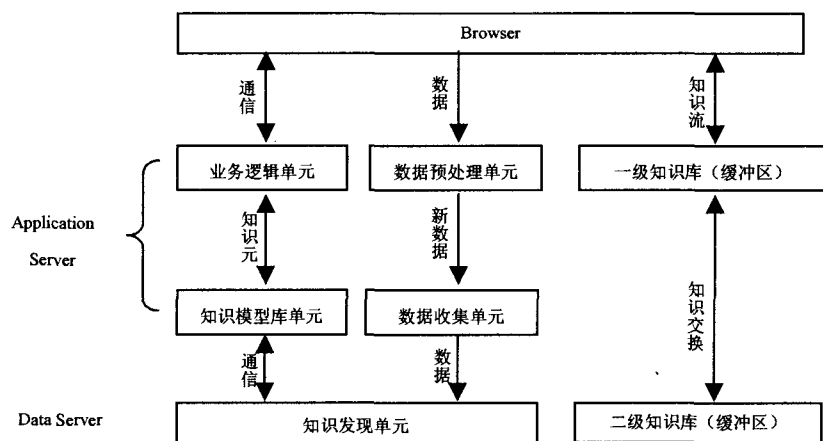 Browser
通信
数据
知识流
业务逻辑单元
数据预处理单元
一级知识库（缓冲区）
Application
Server
知识元
新数据
知识交换
知识模型库单元
数据收集单元
通信
数据
Data Server
知识发现单元
二级知识库（缓冲区）